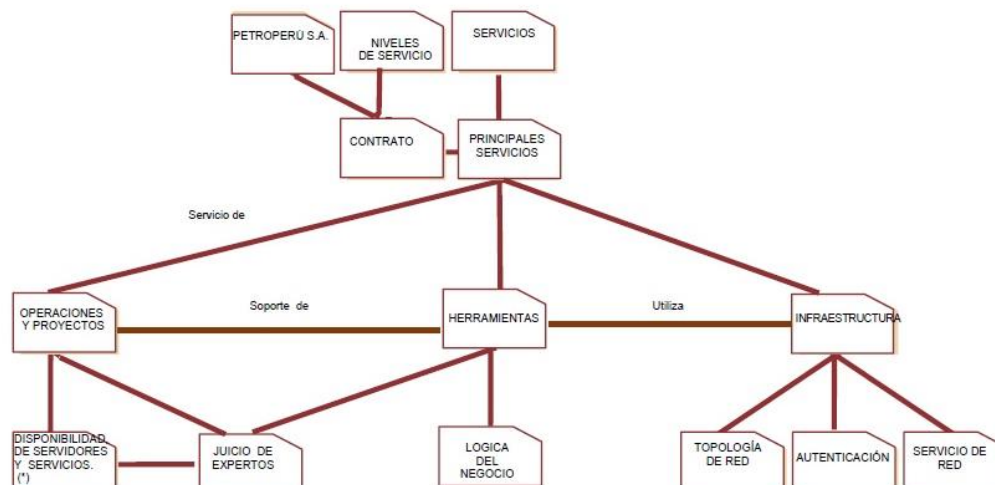 PETROPERÚ S.A.
NIVELES
DE SERVICIO
SERVICIOS
CONTRATO
PRINCIPALES
SERVICIOS
Servicio de
OPERACIONES
Y PROYECTOS
Soporte de
HERRAMIENTAS
Utiliza
INFRAESTRUCTURA
DISPONIBILIDAD
DE SERVIDORES
Y SERVICIOS.
(*)
JUICIO DE
EXPERTOS
LOGICA
DEL
NEGOCIO
TOPOLOGÍA
DE RED
AUTENTICACIÓN
SERVICIO DE
RED